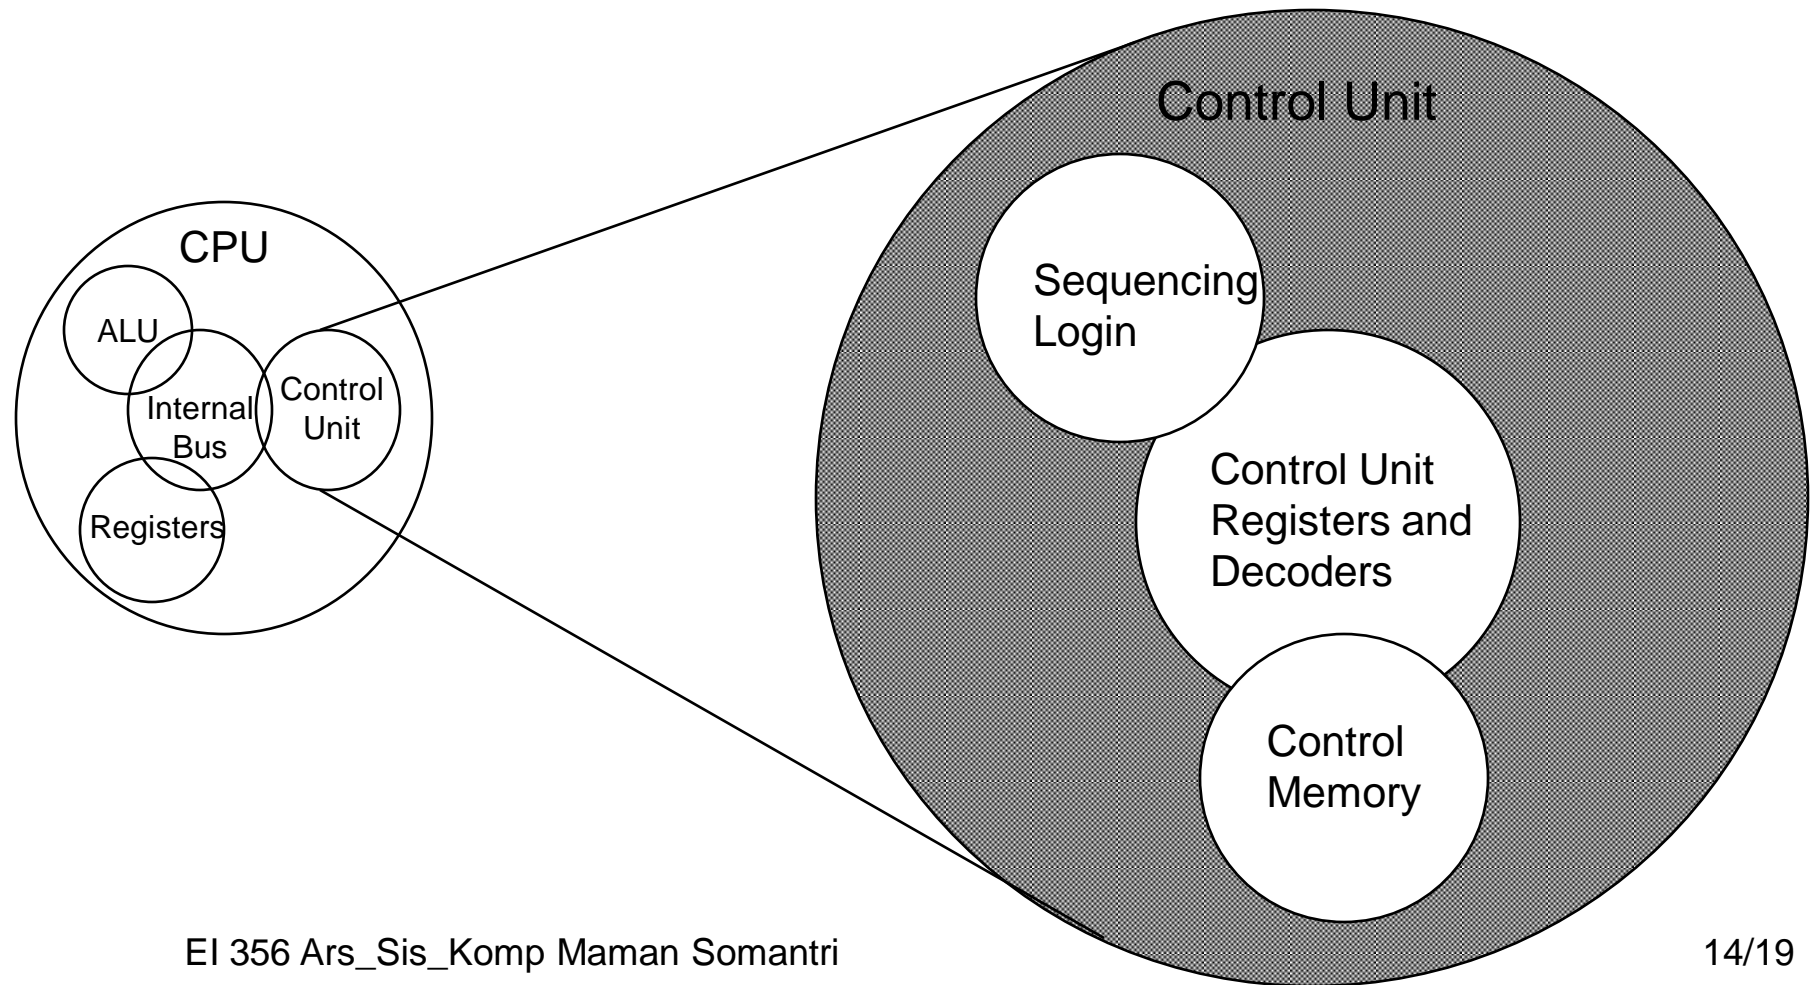 CPU
ALU
Internal
Bus
Control
Unit
Registers
Control Unit
Sequencing
Login
Control Unit
Registers and
Decoders
Control
Memory
EI 356 Ars_Sis_Komp Maman Somantri
14/19